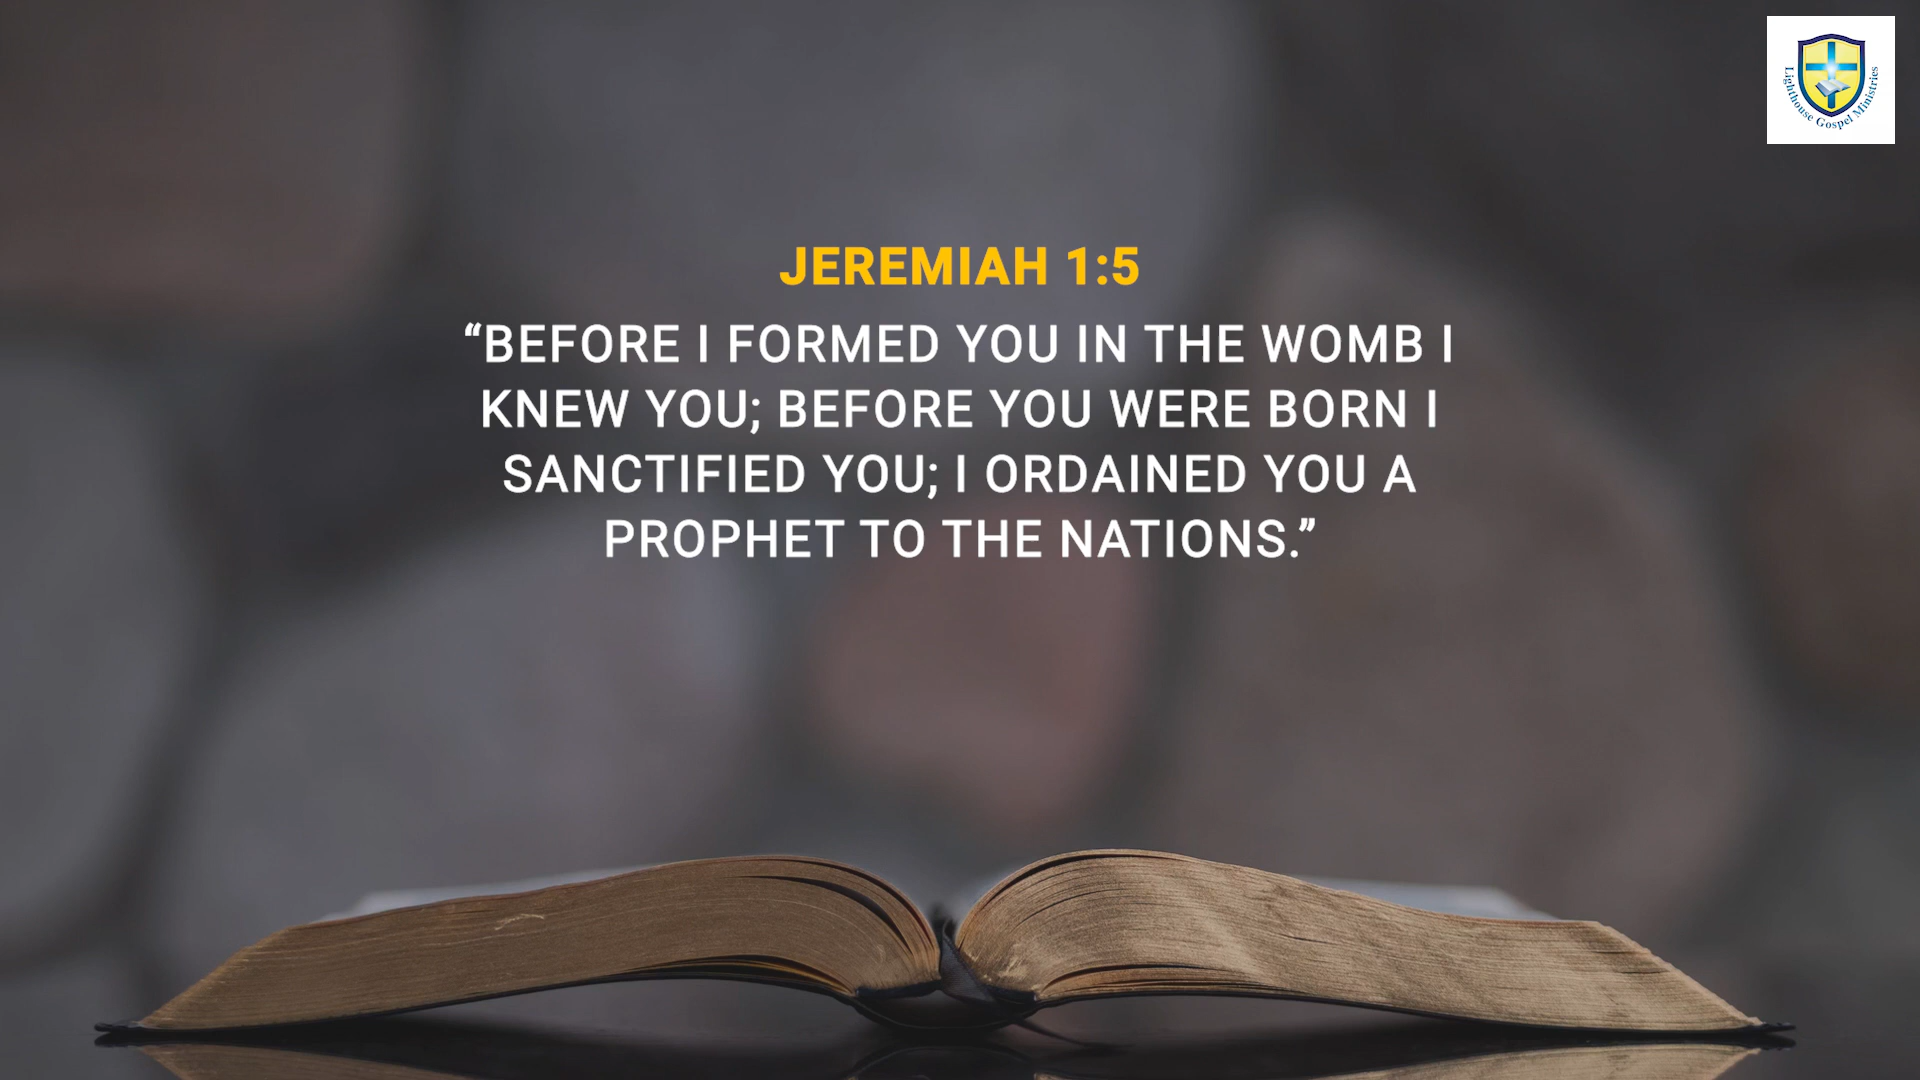 Lighthouse Gospel Ministries
JEREMIAH 1:5
“BEFORE I FORMED YOU IN THE WOMB I
KNEW YOU; BEFORE YOU WERE BORN I
SANCTIFIED YOU; I ORDAINED YOU A
PROPHET TO THE NATIONS.”